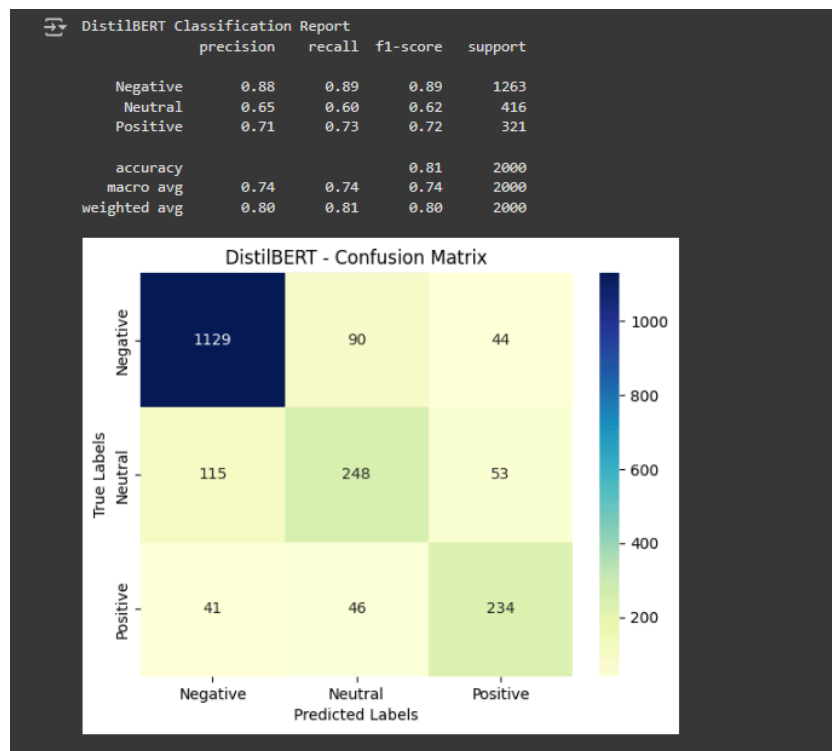 DistilBERT Classification Report
precision recall f1-score support
Negative 0.88 0.89 0.89 1263
Neutral 0.65 0.60 0.62 416
Positive 0.71 0.73 0.72 321
accuracy 0.81 2000
macro avg 0.74 0.74 0.74 2000
weighted avg 0.80 0.81 0.80 2000
DistilBERT - Confusion Matrix
Negative 1129 90 44
Neutral 115 248 53
Positive 41 46 234
True Labels
Negative Neutral Positive
Predicted Labels
1000
800
600
400
200